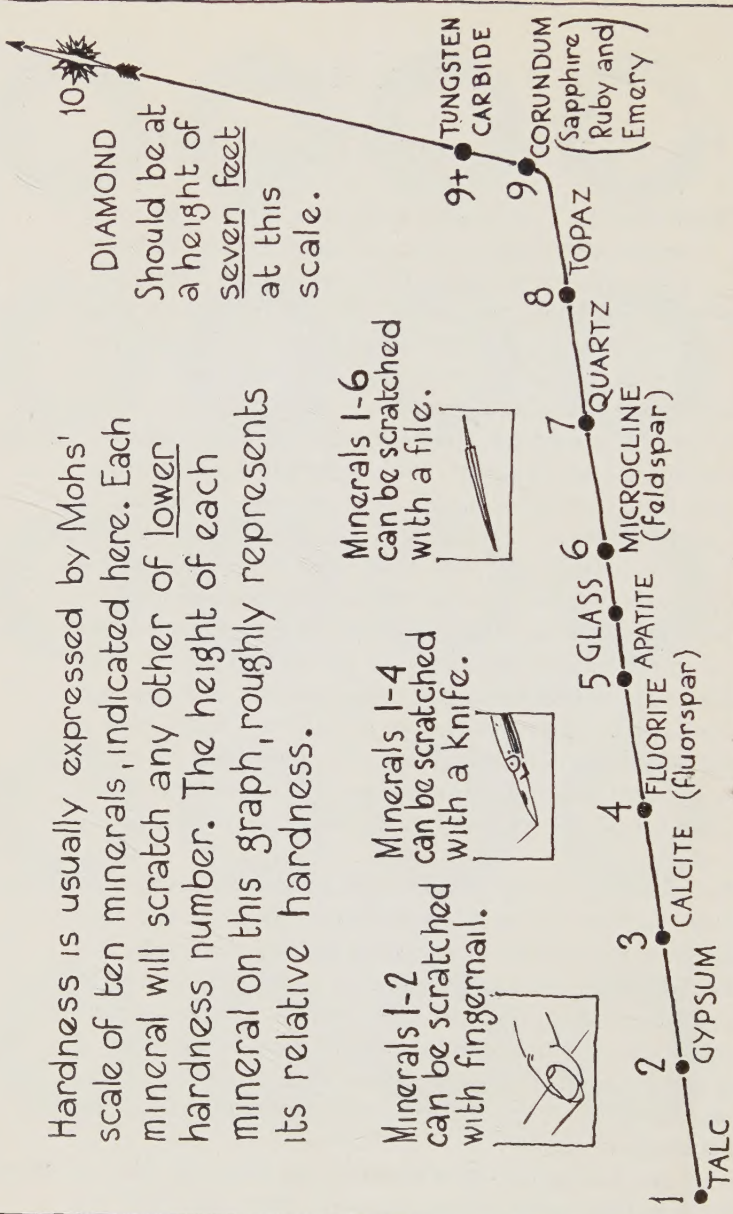 Hardness is usually expressed by Mohs'
scale of ten minerals, indicated here. Each
mineral will scratch any other of lower
hardness number. The height of each
mineral on this graph, roughly represents
its relative hardness.
DIAMOND
Should be at
a height of
seven feet
at this
scale.
10
Minerals 1-2
can be scratched
with fingernail.
Minerals 1-4
can be scratched
with a knife.
Minerals 1-6
can be scratched
with a file.
1
TALC
2
GYPSUM
3
CALCITE
4
FLUORITE
(fluorspar)
5
APATITE
GLASS
6
MICROCLINE
(feldspar)
7
QUARTZ
8
TOPAZ
9
CORUNDUM
(Sapphire
Ruby and
Emery)
9+
TUNGSTEN
CARBIDE